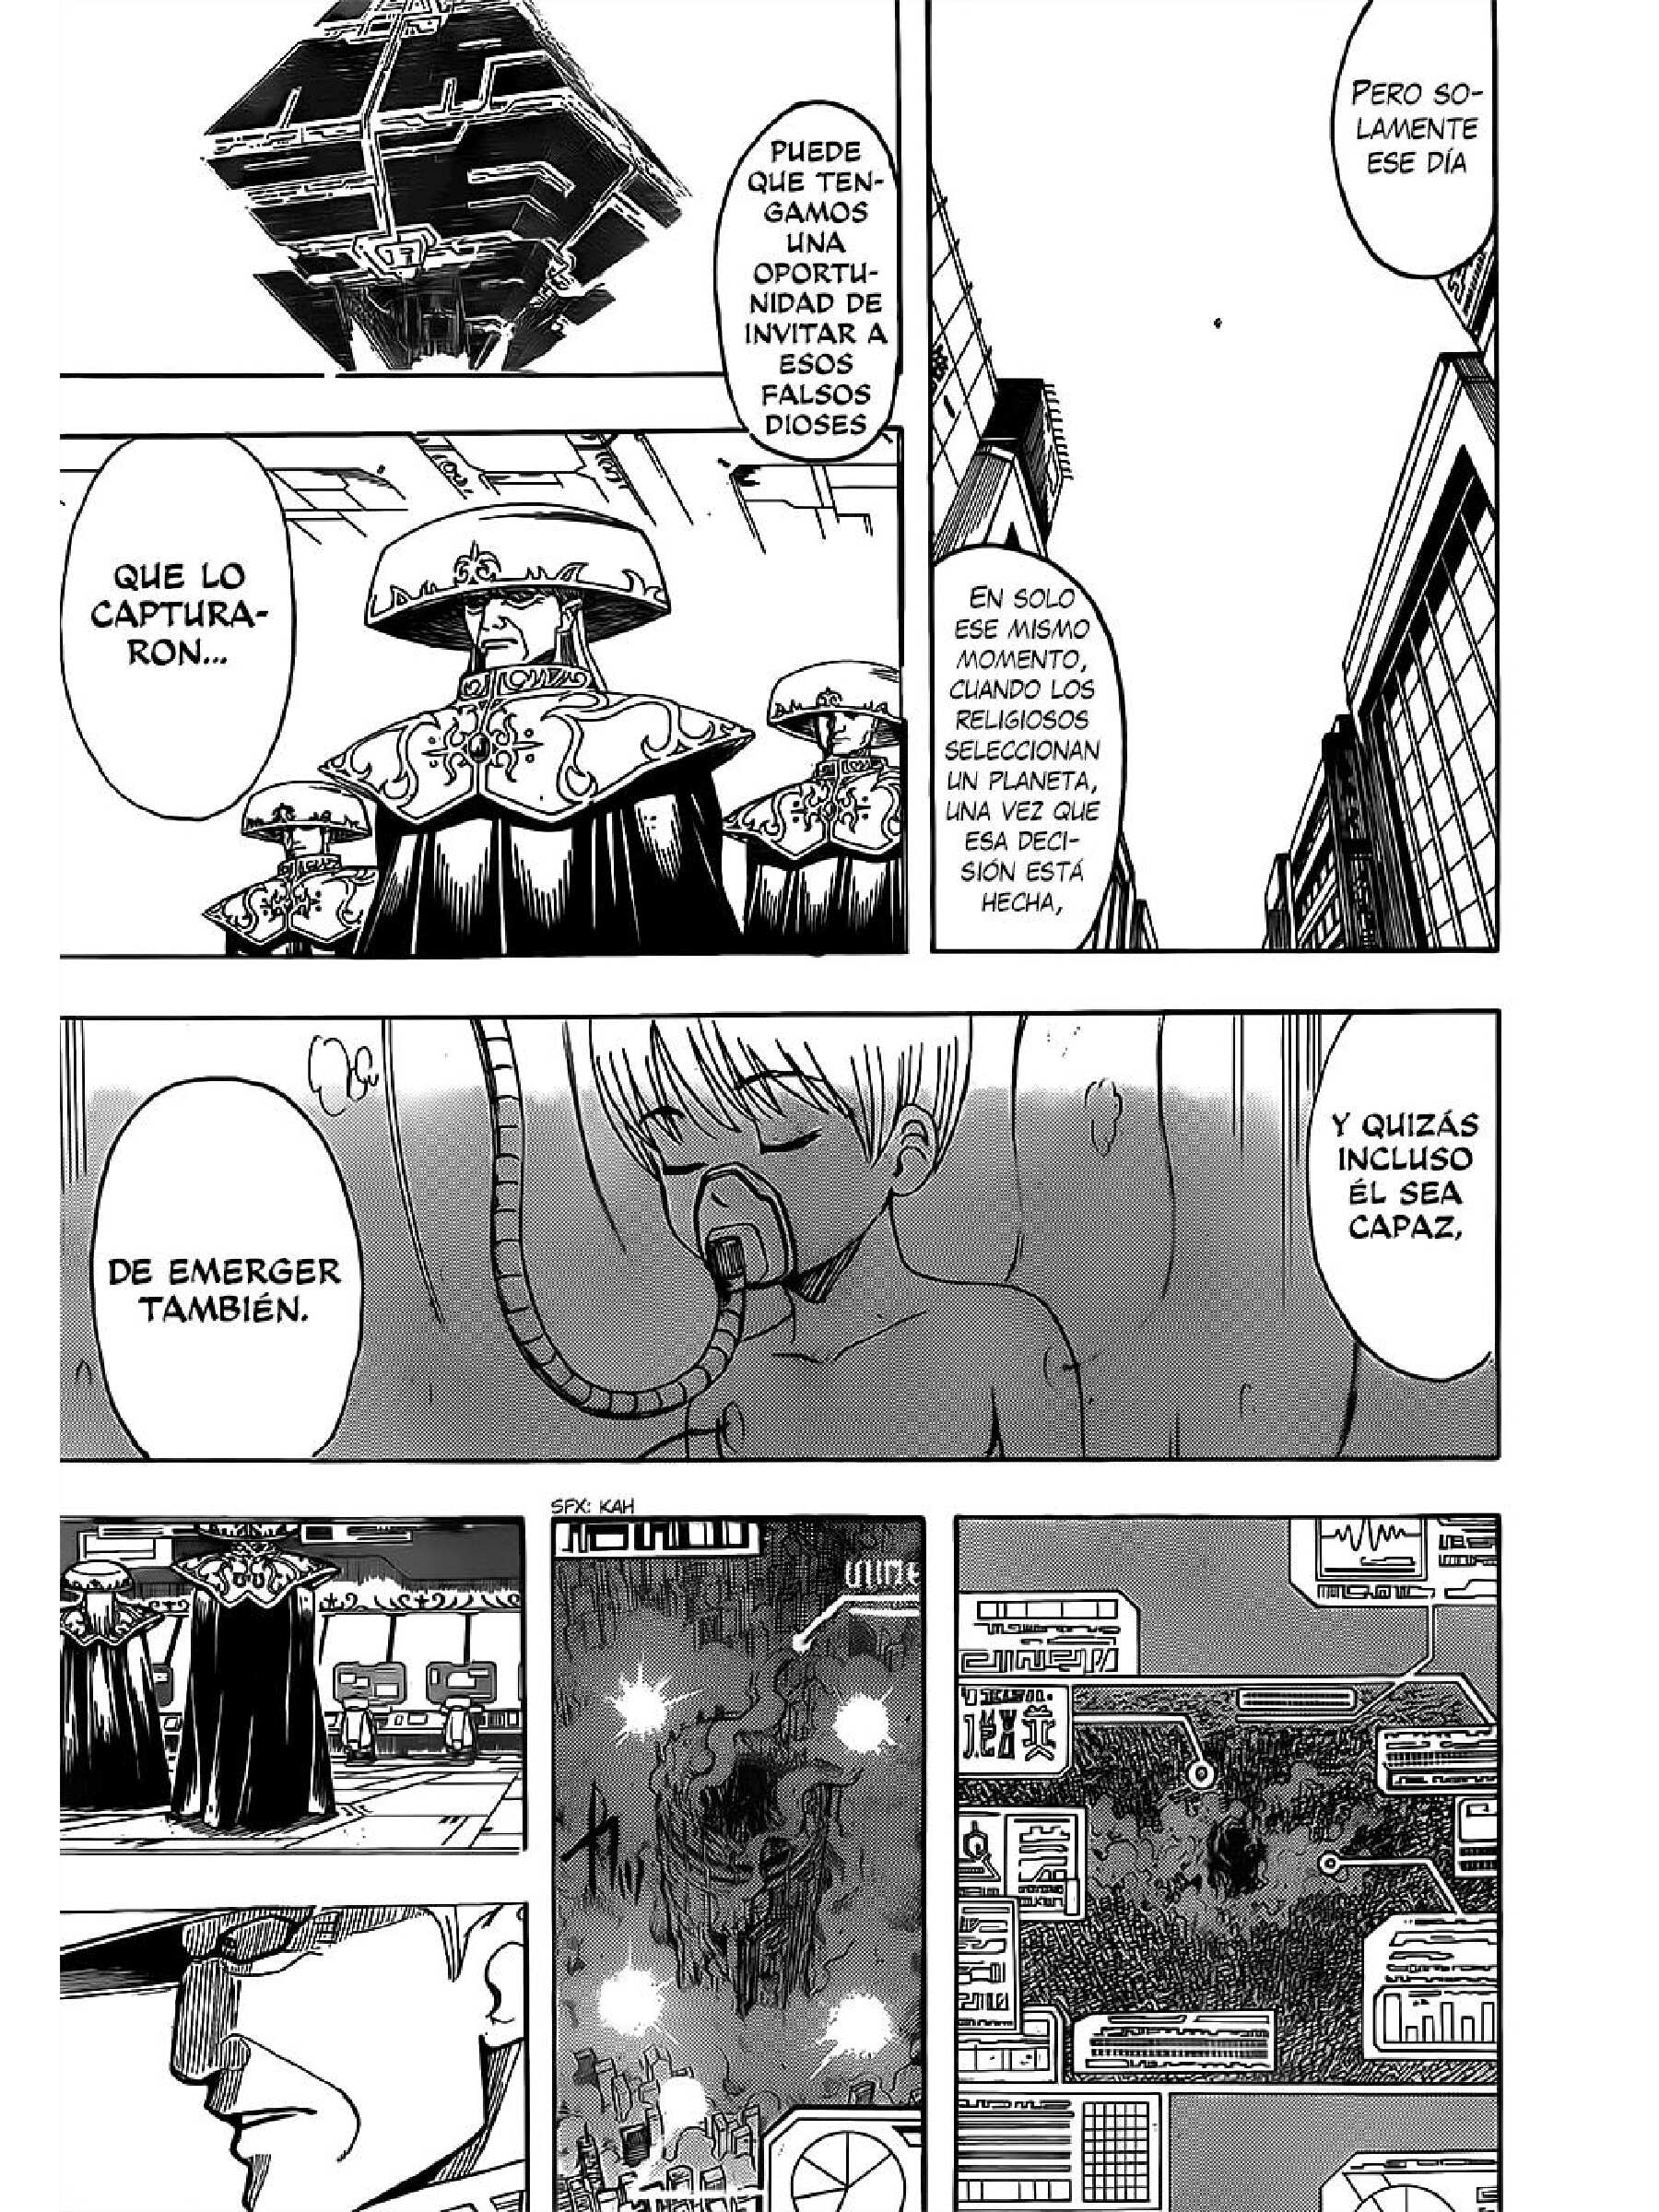 PERO SO-
LAMENTE
ESE DÍA
EN SOLO
ESE MISMO
MOMENTO,
CUANDO LOS
RELIGIOSOS
SELECCIONAN
UN PLANETA,
UNA VEZ QUE
ESA DECI-
SIÓN ESTÁ
HECHA,
PUEDE
QUE TEN-
GAMOS
UNA
OPORTU-
NIDAD DE
INVITAR A
ESOS
FALSOS
DIOSES
QUE LO
CAPTURA-
RON...
Y QUIZÁS
INCLUSO
ÉL SEA
CAPAZ,
DE EMERGER
TAMBIÉN.
SFX: KAH